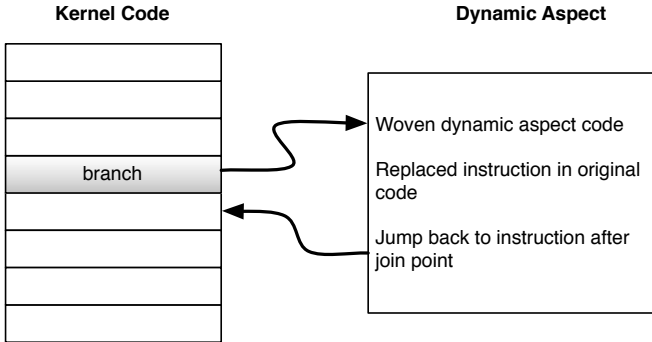 Kernel Code
Dynamic Aspect
branch
Woven dynamic aspect code
Replaced instruction in original
code
Jump back to instruction after
join point